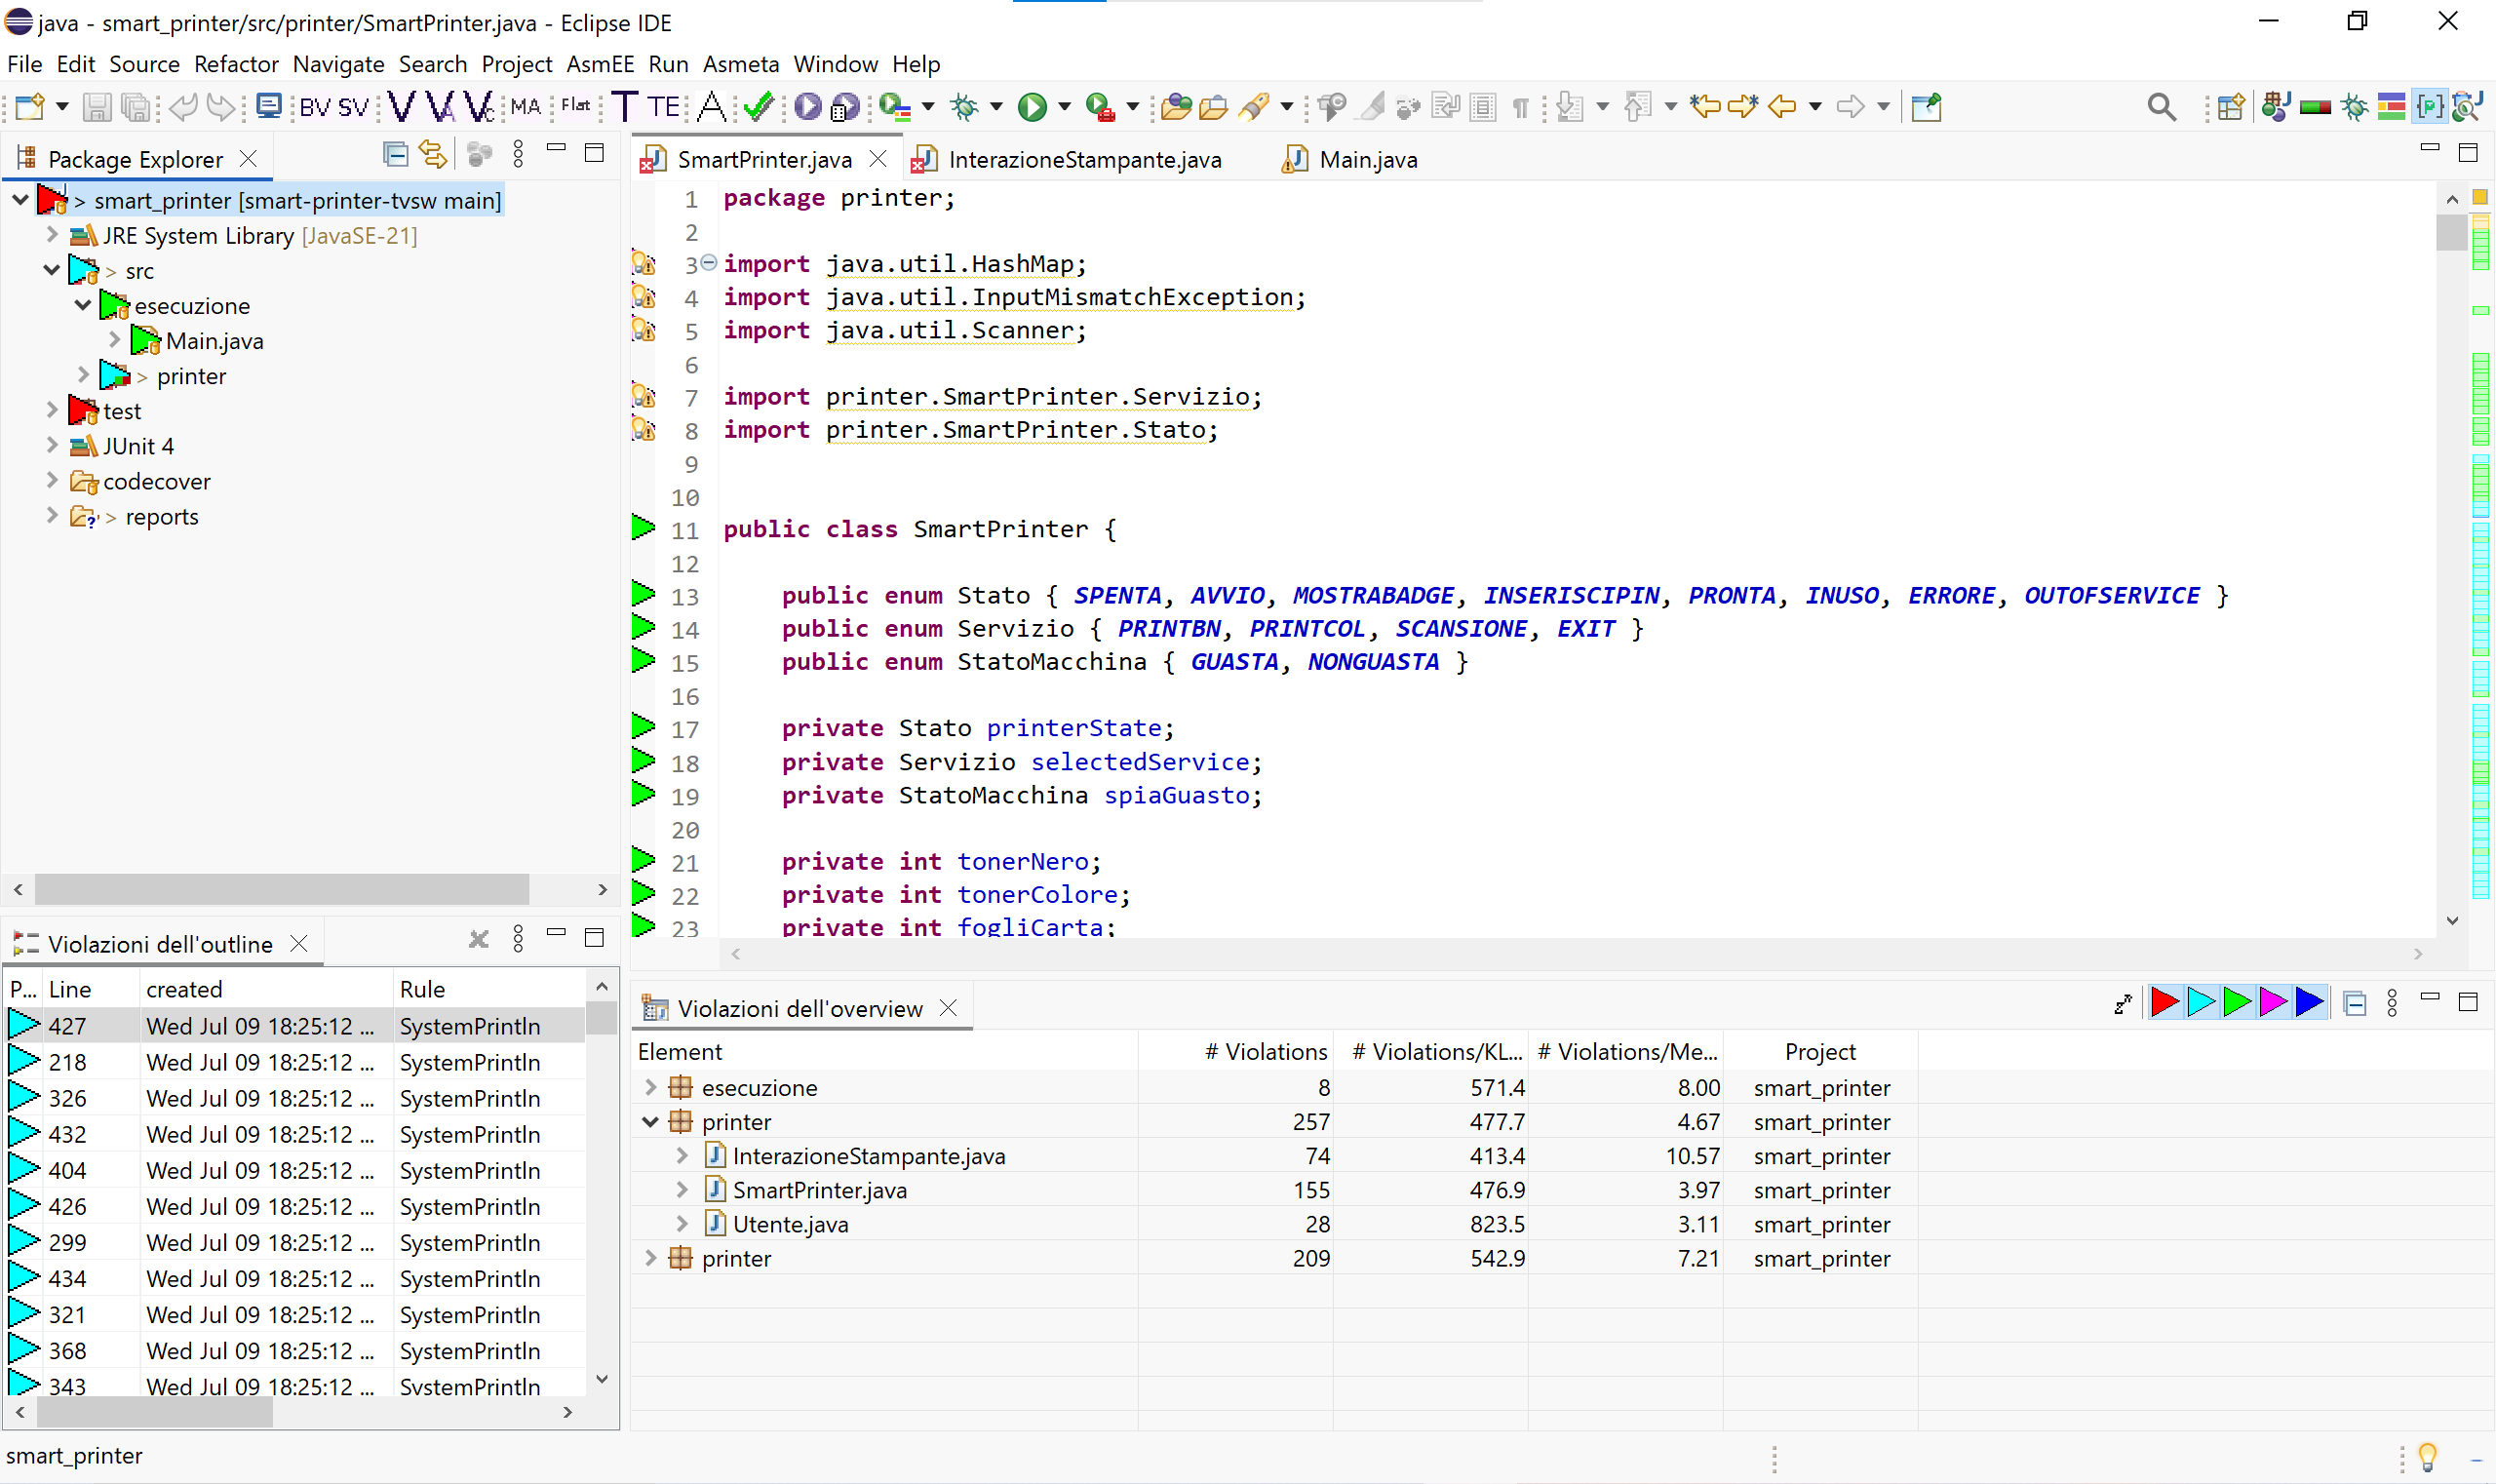 java - smart_printer/src/printer/SmartPrinter.java - Eclipse IDE
File Edit Source Refactor Navigate Search Project AsmEE Run Asmeta Window Help
BV SV V VA Vc MA Flat T TE A
Package Explorer
> smart_printer [smart-printer-tvsw main]
JRE System Library [JavaSE-21]
> src
esecuzione
Main.java
> printer
test
JUnit 4
codecover
> reports
SmartPrinter.java InterazioneStampante.java Main.java
1 package printer;
2
3 import java.util.HashMap;
4 import java.util.InputMismatchException;
5 import java.util.Scanner;
6
7 import printer.SmartPrinter.Servizio;
8 import printer.SmartPrinter.Stato;
9
10
11 public class SmartPrinter {
12
13 public enum Stato { SPENTA, AVVIO, MOSTRABADGE, INSERISCIPIN, PRONTA, INUSO, ERRORE, OUTOFSERVICE }
14 public enum Servizio { PRINTBN, PRINTCOL, SCANSIONE, EXIT }
15 public enum StatoMacchina { GUASTA, NONGUASTA }
16
17 private Stato printerState;
18 private Servizio selectedService;
19 private StatoMacchina spiaGuasto;
20
21 private int tonerNero;
22 private int tonerColore;
23 private int fogliCarta;
Violazioni dell'outline
P... Line created Rule
427 Wed Jul 09 18:25:12 ... SystemPrintln
218 Wed Jul 09 18:25:12 ... SystemPrintln
326 Wed Jul 09 18:25:12 ... SystemPrintln
432 Wed Jul 09 18:25:12 ... SystemPrintln
404 Wed Jul 09 18:25:12 ... SystemPrintln
426 Wed Jul 09 18:25:12 ... SystemPrintln
299 Wed Jul 09 18:25:12 ... SystemPrintln
434 Wed Jul 09 18:25:12 ... SystemPrintln
321 Wed Jul 09 18:25:12 ... SystemPrintln
368 Wed Jul 09 18:25:12 ... SystemPrintln
343 Wed Jul 09 18:25:12 ... SystemPrintln
Violazioni dell'overview
Element # Violations # Violations/KL... # Violations/Me... Project
esecuzione 8 571.4 8.00 smart_printer
printer 257 477.7 4.67 smart_printer
InterazioneStampante.java 74 413.4 10.57 smart_printer
SmartPrinter.java 155 476.9 3.97 smart_printer
Utente.java 28 823.5 3.11 smart_printer
printer 209 542.9 7.21 smart_printer
smart_printer